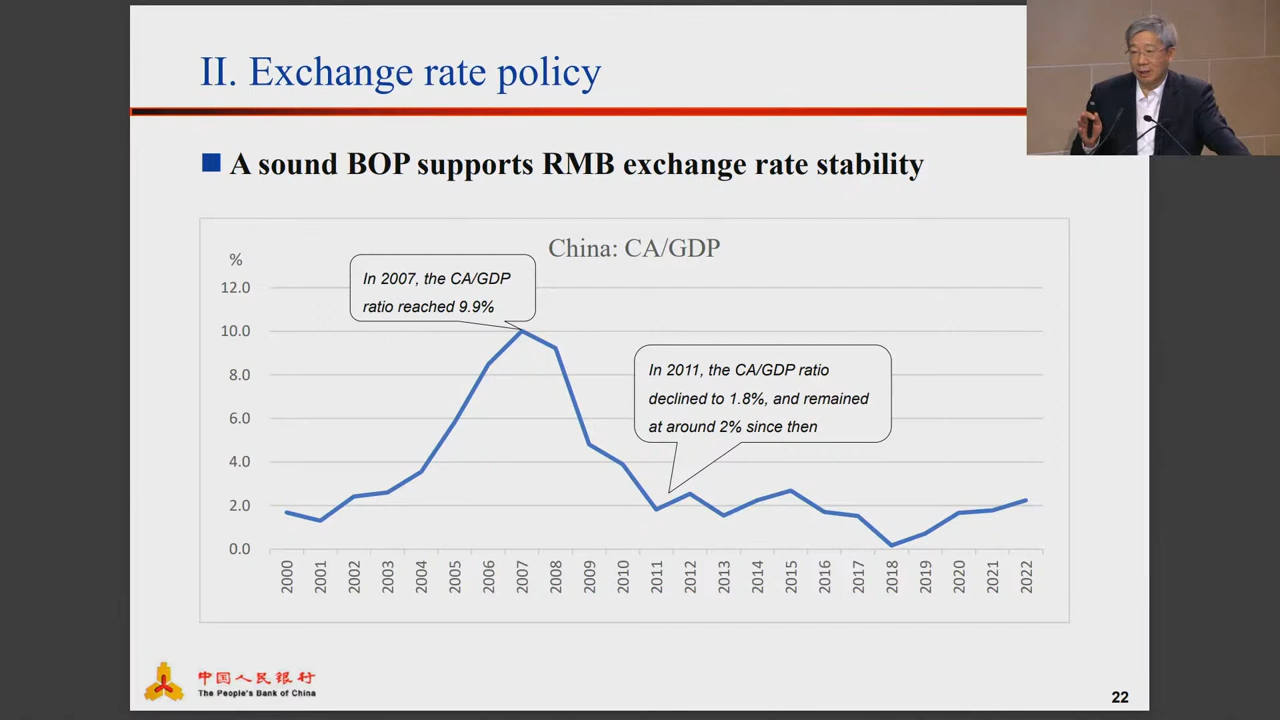 II. Exchange rate policy
A sound BOP supports RMB exchange rate stability
China: CA/GDP
%
In 2007, the CA/GDP
ratio reached 9.9%
In 2011, the CA/GDP ratio
declined to 1.8%, and remained
at around 2% since then
12.0
10.0
8.0
6.0
4.0
2.0
0.0
2000 2001 2002 2003 2004 2005 2006 2007 2008 2009 2010 2011 2012 2013 2014 2015 2016 2017 2018 2019 2020 2021 2022
中国人民银行
The People's Bank of China
22